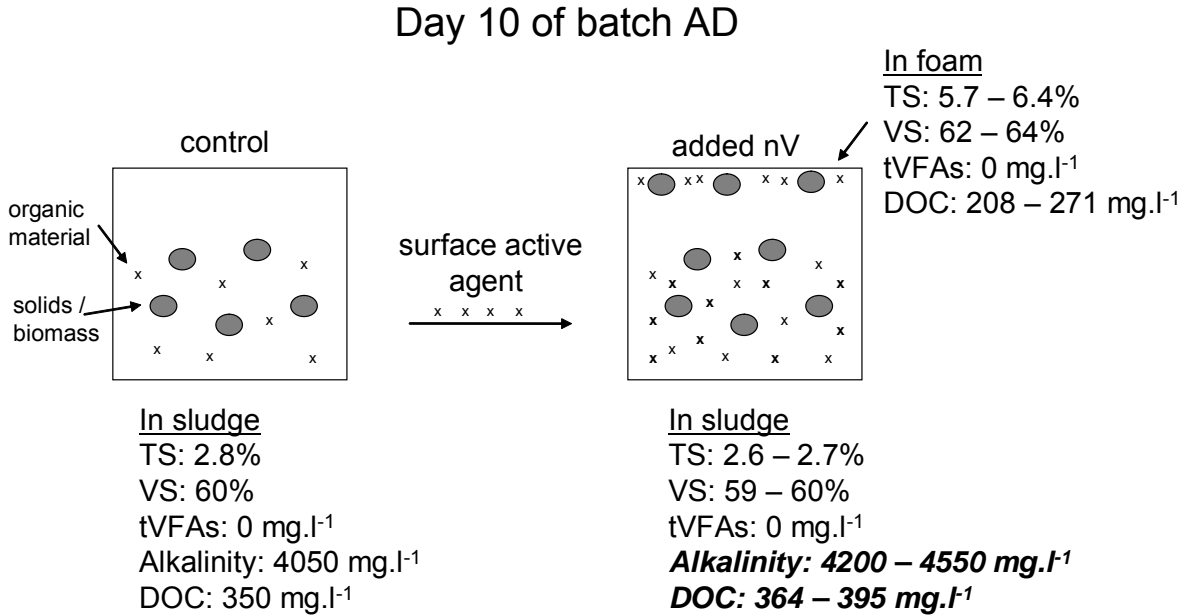 Day 10 of batch AD
In foam
TS: 5.7 – 6.4%
VS: 62 – 64%
tVFAs: 0 mg.l-1
DOC: 208 – 271 mg.l-1
control
added nV
organic
material
solids /
biomass
surface active
agent
In sludge
TS: 2.8%
VS: 60%
tVFAs: 0 mg.l-1
Alkalinity: 4050 mg.l-1
DOC: 350 mg.l-1
In sludge
TS: 2.6 – 2.7%
VS: 59 – 60%
tVFAs: 0 mg.l-1
Alkalinity: 4200 – 4550 mg.l-1
DOC: 364 – 395 mg.l-1